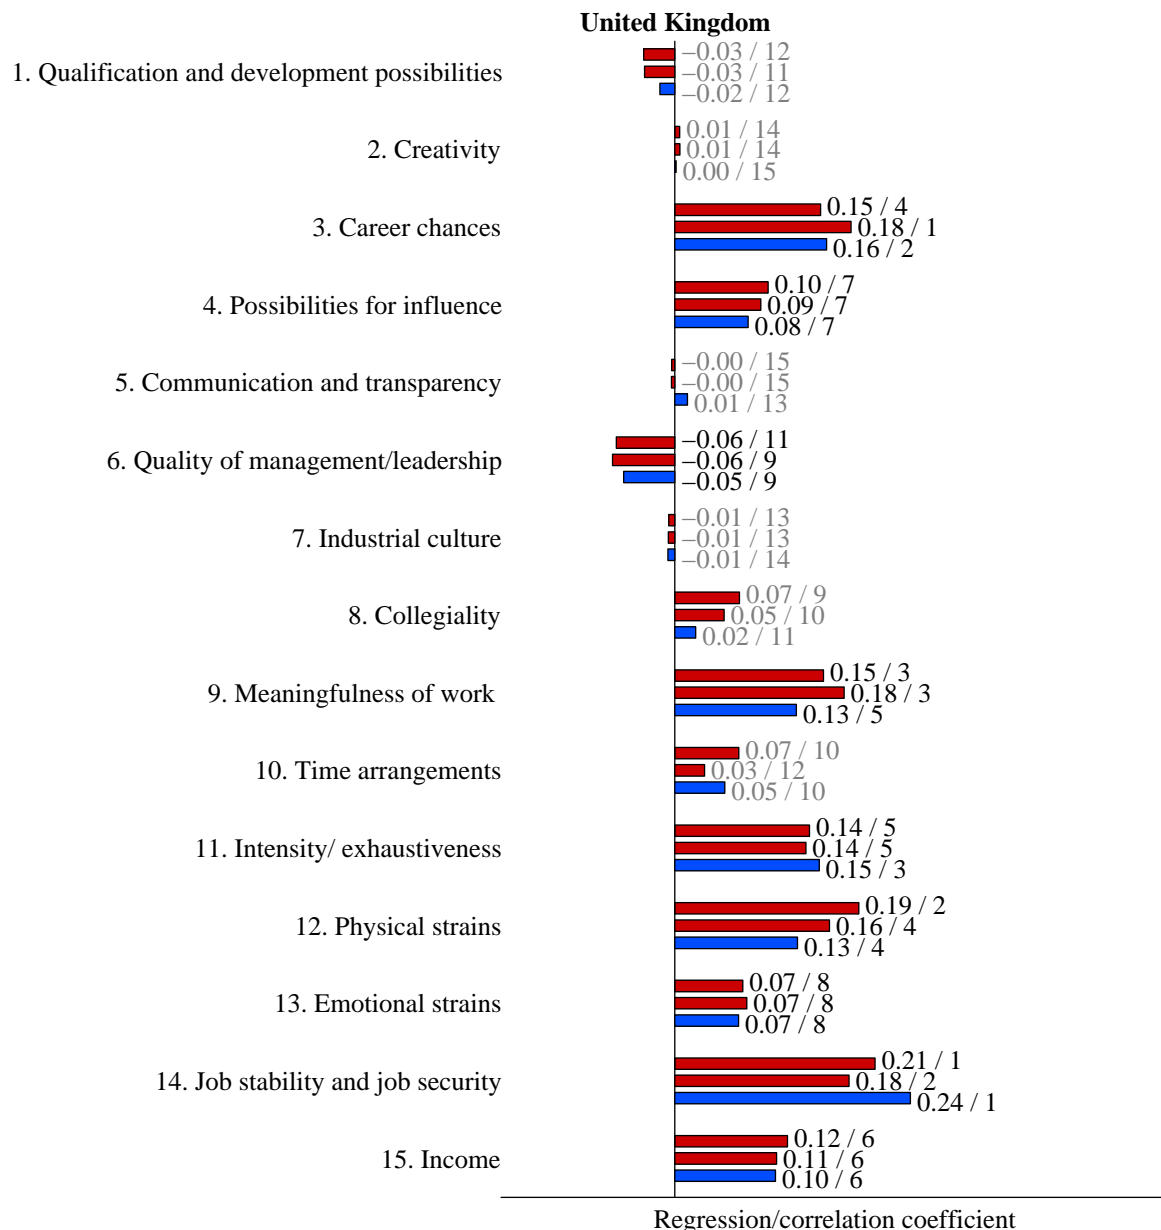 United Kingdom
1. Qualification and development possibilities
–0.03 / 12
–0.03 / 11
–0.02 / 12
2. Creativity
0.01 / 14
0.01 / 14
0.00 / 15
3. Career chances
0.15 / 4
0.18 / 1
0.16 / 2
4. Possibilities for influence
0.10 / 7
0.09 / 7
0.08 / 7
5. Communication and transparency
–0.00 / 15
–0.00 / 15
0.01 / 13
6. Quality of management/leadership
–0.06 / 11
–0.06 / 9
–0.05 / 9
7. Industrial culture
–0.01 / 13
–0.01 / 13
–0.01 / 14
8. Collegiality
0.07 / 9
0.05 / 10
0.02 / 11
9. Meaningfulness of work
0.15 / 3
0.18 / 3
0.13 / 5
10. Time arrangements
0.07 / 10
0.03 / 12
0.05 / 10
11. Intensity/ exhaustiveness
0.14 / 5
0.14 / 5
0.15 / 3
12. Physical strains
0.19 / 2
0.16 / 4
0.13 / 4
13. Emotional strains
0.07 / 8
0.07 / 8
0.07 / 8
14. Job stability and job security
0.21 / 1
0.18 / 2
0.24 / 1
15. Income
0.12 / 6
0.11 / 6
0.10 / 6
Regression/correlation coefficient